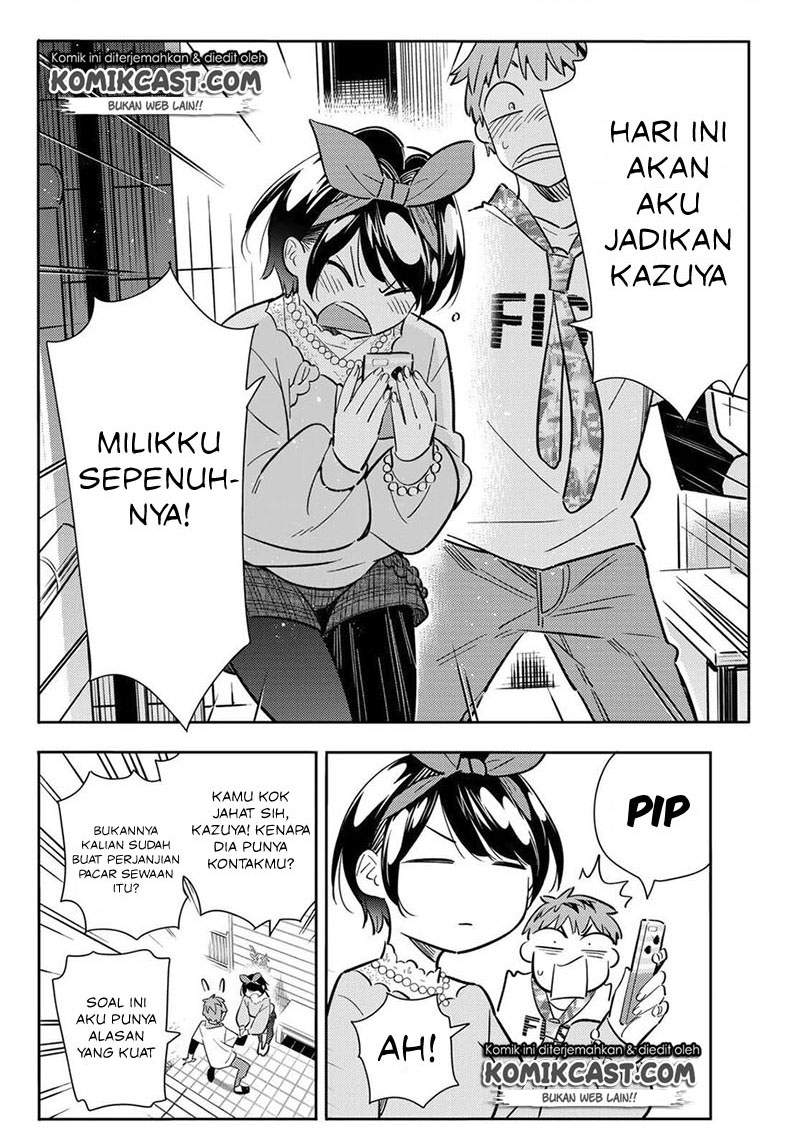 Komik ini diterjemahkan & diedit oleh
KOMIKCAST.COM
BUKAN WEB LAIN!!
HARI INI
AKAN
AKU
JADIKAN
KAZUYA
FIS
MILIKKU
SEPENUH-
NYA!
PIP
AH!
FISS
KAMU KOK
JAHAT SIH,
KAZUYA! KENAPA
DIA PUNYA
KONTAKMU?
BUKANNYA
KALIAN SUDAH
BUAT PERJANJIAN
PACAR SEWAAN
ITU?
SOAL INI
AKU PUNYA
ALASAN
YANG KUAT
Komik ini diterjemahkan & diedit oleh
KOMIKCAST.COM
BUKAN WEB LAIN!!